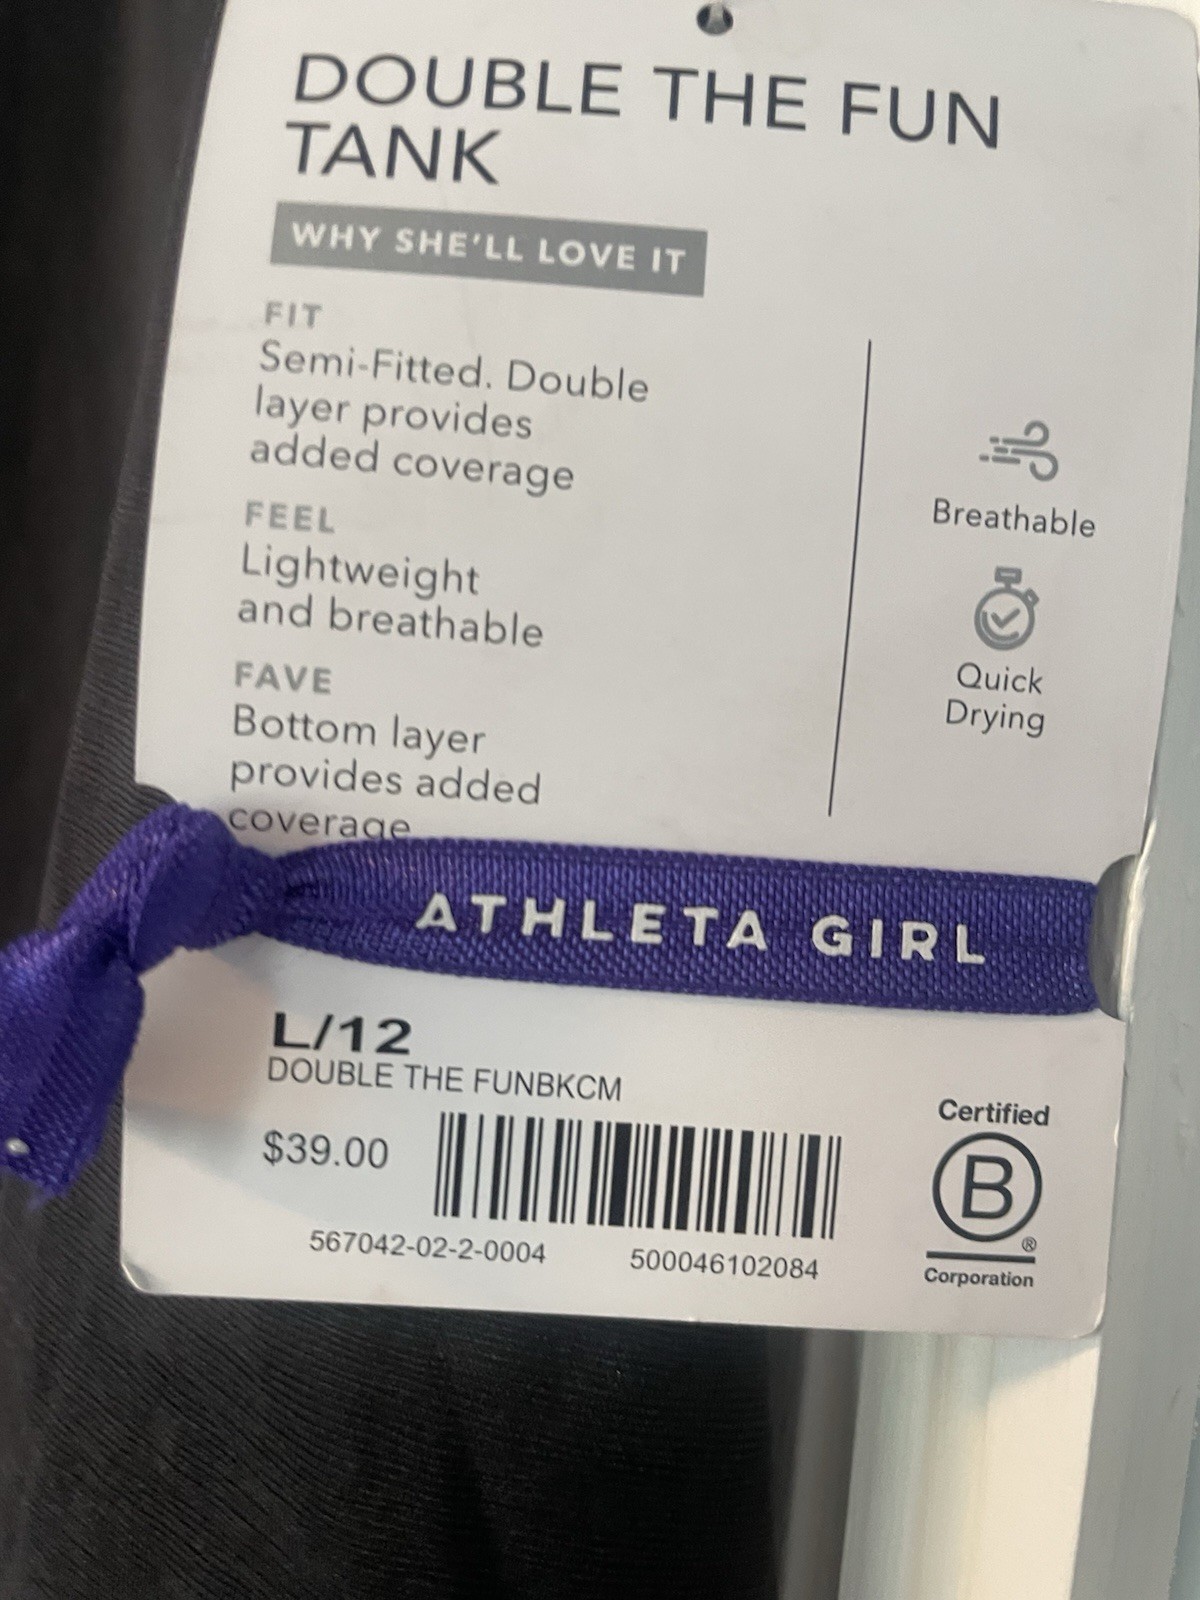 DOUBLE THE FUN
TANK
WHY SHE'LL LOVE IT
FIT
Semi-Fitted. Double
layer provides
added coverage
FEEL
Lightweight
and breathable
FAVE
Bottom layer
provides added
coverage
Breathable
Quick
Drying
ATHLETA GIRL
L/12
DOUBLE THE FUNBKCM
$39.00
567042-02-2-0004
500046102084
Certified
B
®
Corporation